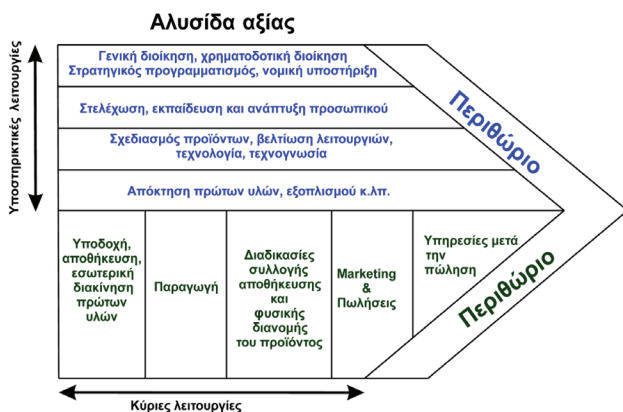 Αλυσίδα αξίας
Υποστηρικτικές λειτουργίες
Γενική διοίκηση, χρηματοδοτική διοίκηση
Στρατηγικός προγραμματισμός, νομική υποστήριξη
Στελέχωση, εκπαίδευση και ανάπτυξη προσωπικού
Σχεδιασμός προϊόντων, βελτίωση λειτουργιών,
τεχνολογία, τεχνογνωσία
Απόκτηση πρώτων υλών, εξοπλισμού κ.λπ.
Περιθώριο
Υποδοχή,
αποθήκευση,
εσωτερική
διακίνηση
πρώτων
υλών
Παραγωγή
Διαδικασίες
συλλογής
αποθήκευσης
και
φυσικής
διανομής
του προϊόντος
Marketing
&
Πωλήσεις
Υπηρεσίες μετά
την
πώληση
Περιθώριο
Κύριες λειτουργίες